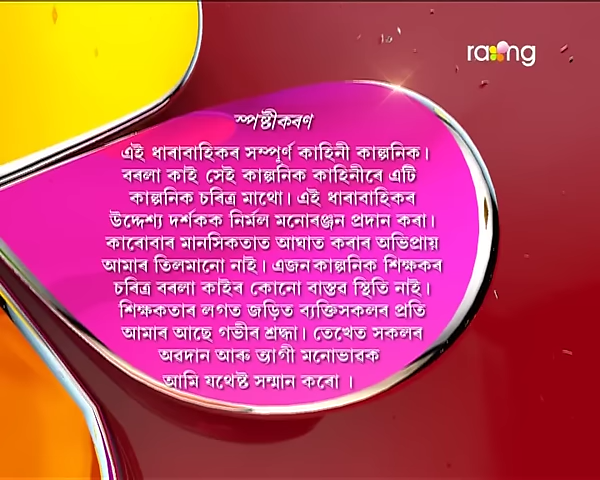 rang
স্পষ্টীকৰণ
এই ধাৰাবাহিকৰ সম্পূৰ্ণ কাহিনী কাল্পনিক।
বৰলা কাই সেই কাল্পনিক কাহিনীৰে এটি
কাল্পনিক চৰিত্ৰ মাথো। এই ধাৰাবাহিকৰ
উদ্দেশ্য দৰ্শকক নিৰ্মল মনোৰঞ্জন প্ৰদান কৰা।
কাৰোবাৰ মানসিকতাত আঘাত কৰাৰ অভিপ্ৰায়
আমাৰ তিলমানো নাই। এজন কাল্পনিক শিক্ষকৰ
চৰিত্ৰ বৰলা কাইৰ কোনো বাস্তৱ স্থিতি নাই।
শিক্ষকতাৰ লগত জড়িত ব্যক্তিসকলৰ প্ৰতি
আমাৰ আছে গভীৰ শ্ৰদ্ধা। তেখেত সকলৰ
অৱদান আৰু ত্যাগী মনোভাবক
আমি যথেষ্ট সন্মান কৰো ।